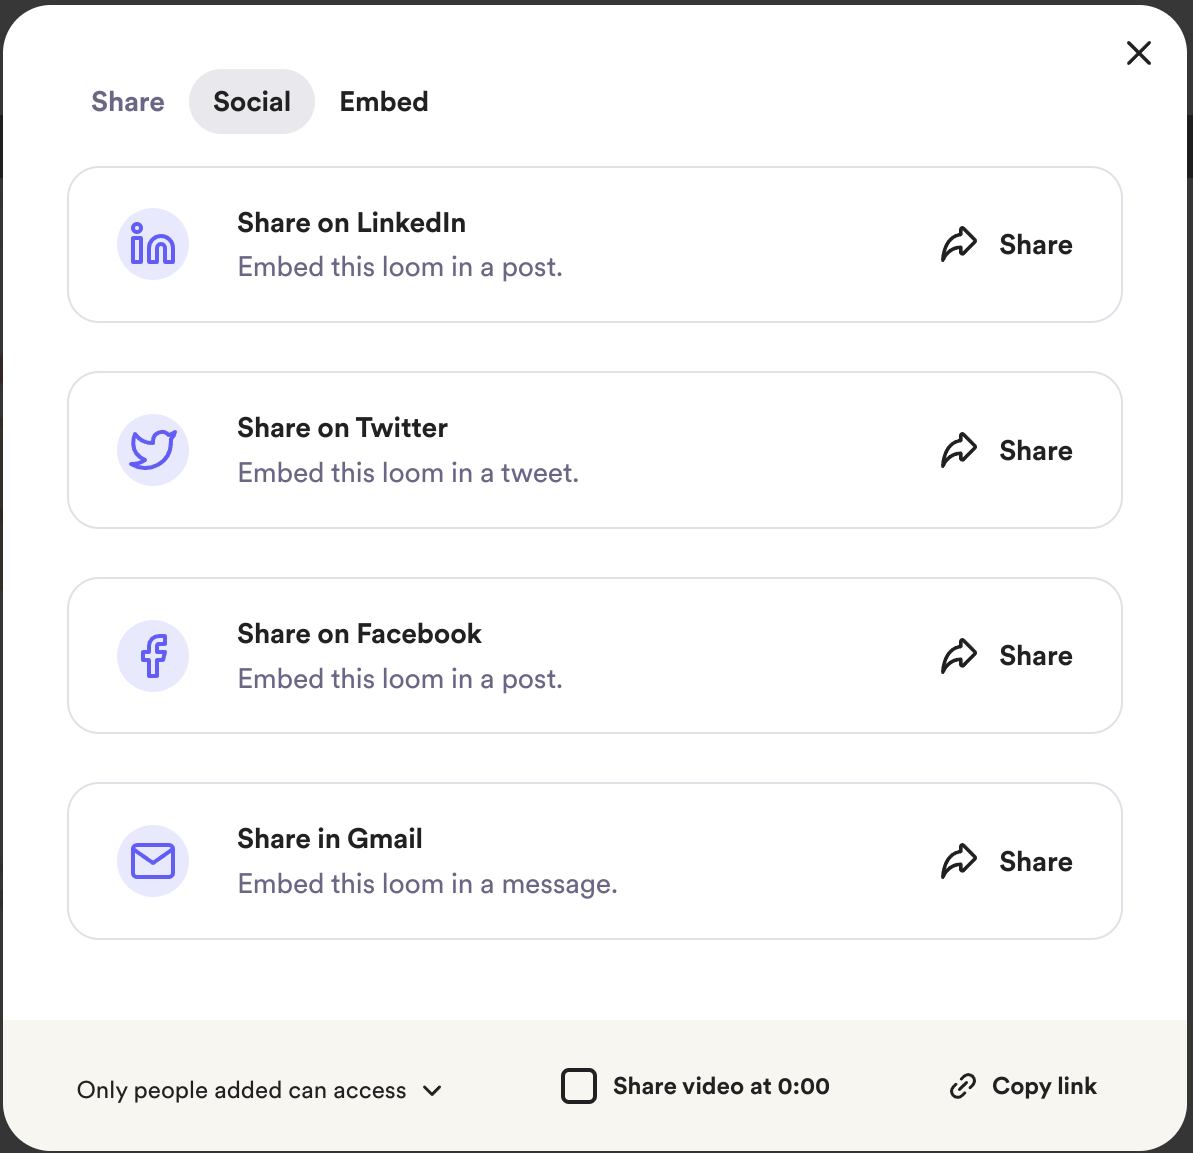 Share Social Embed
Share on LinkedIn
Embed this loom in a post.
Share
Share on Twitter
Embed this loom in a tweet.
Share
Share on Facebook
Embed this loom in a post.
Share
Share in Gmail
Embed this loom in a message.
Share
Only people added can access
Share video at 0:00
Copy link